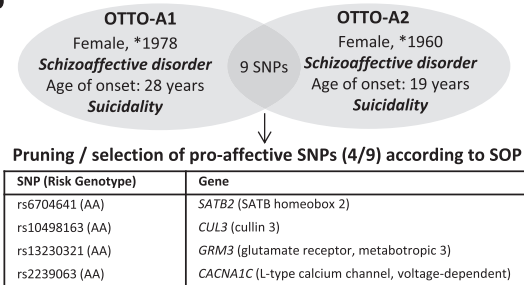 OTTO-A1
Female, *1978
Schizoaffective disorder
Age of onset: 28 years
Suicidality
9 SNPs
OTTO-A2
Female, *1960
Schizoaffective disorder
Age of onset: 19 years
Suicidality
Pruning / selection of pro-affective SNPs (4/9) according to SOP
SNP (Risk Genotype) Gene
rs6704641 (AA) SATB2 (SATB homeobox 2)
rs10498163 (AA) CUL3 (cullin 3)
rs13230321 (AA) GRM3 (glutamate receptor, metabotropic 3)
rs2239063 (AA) CACNA1C (L-type calcium channel, voltage-dependent)